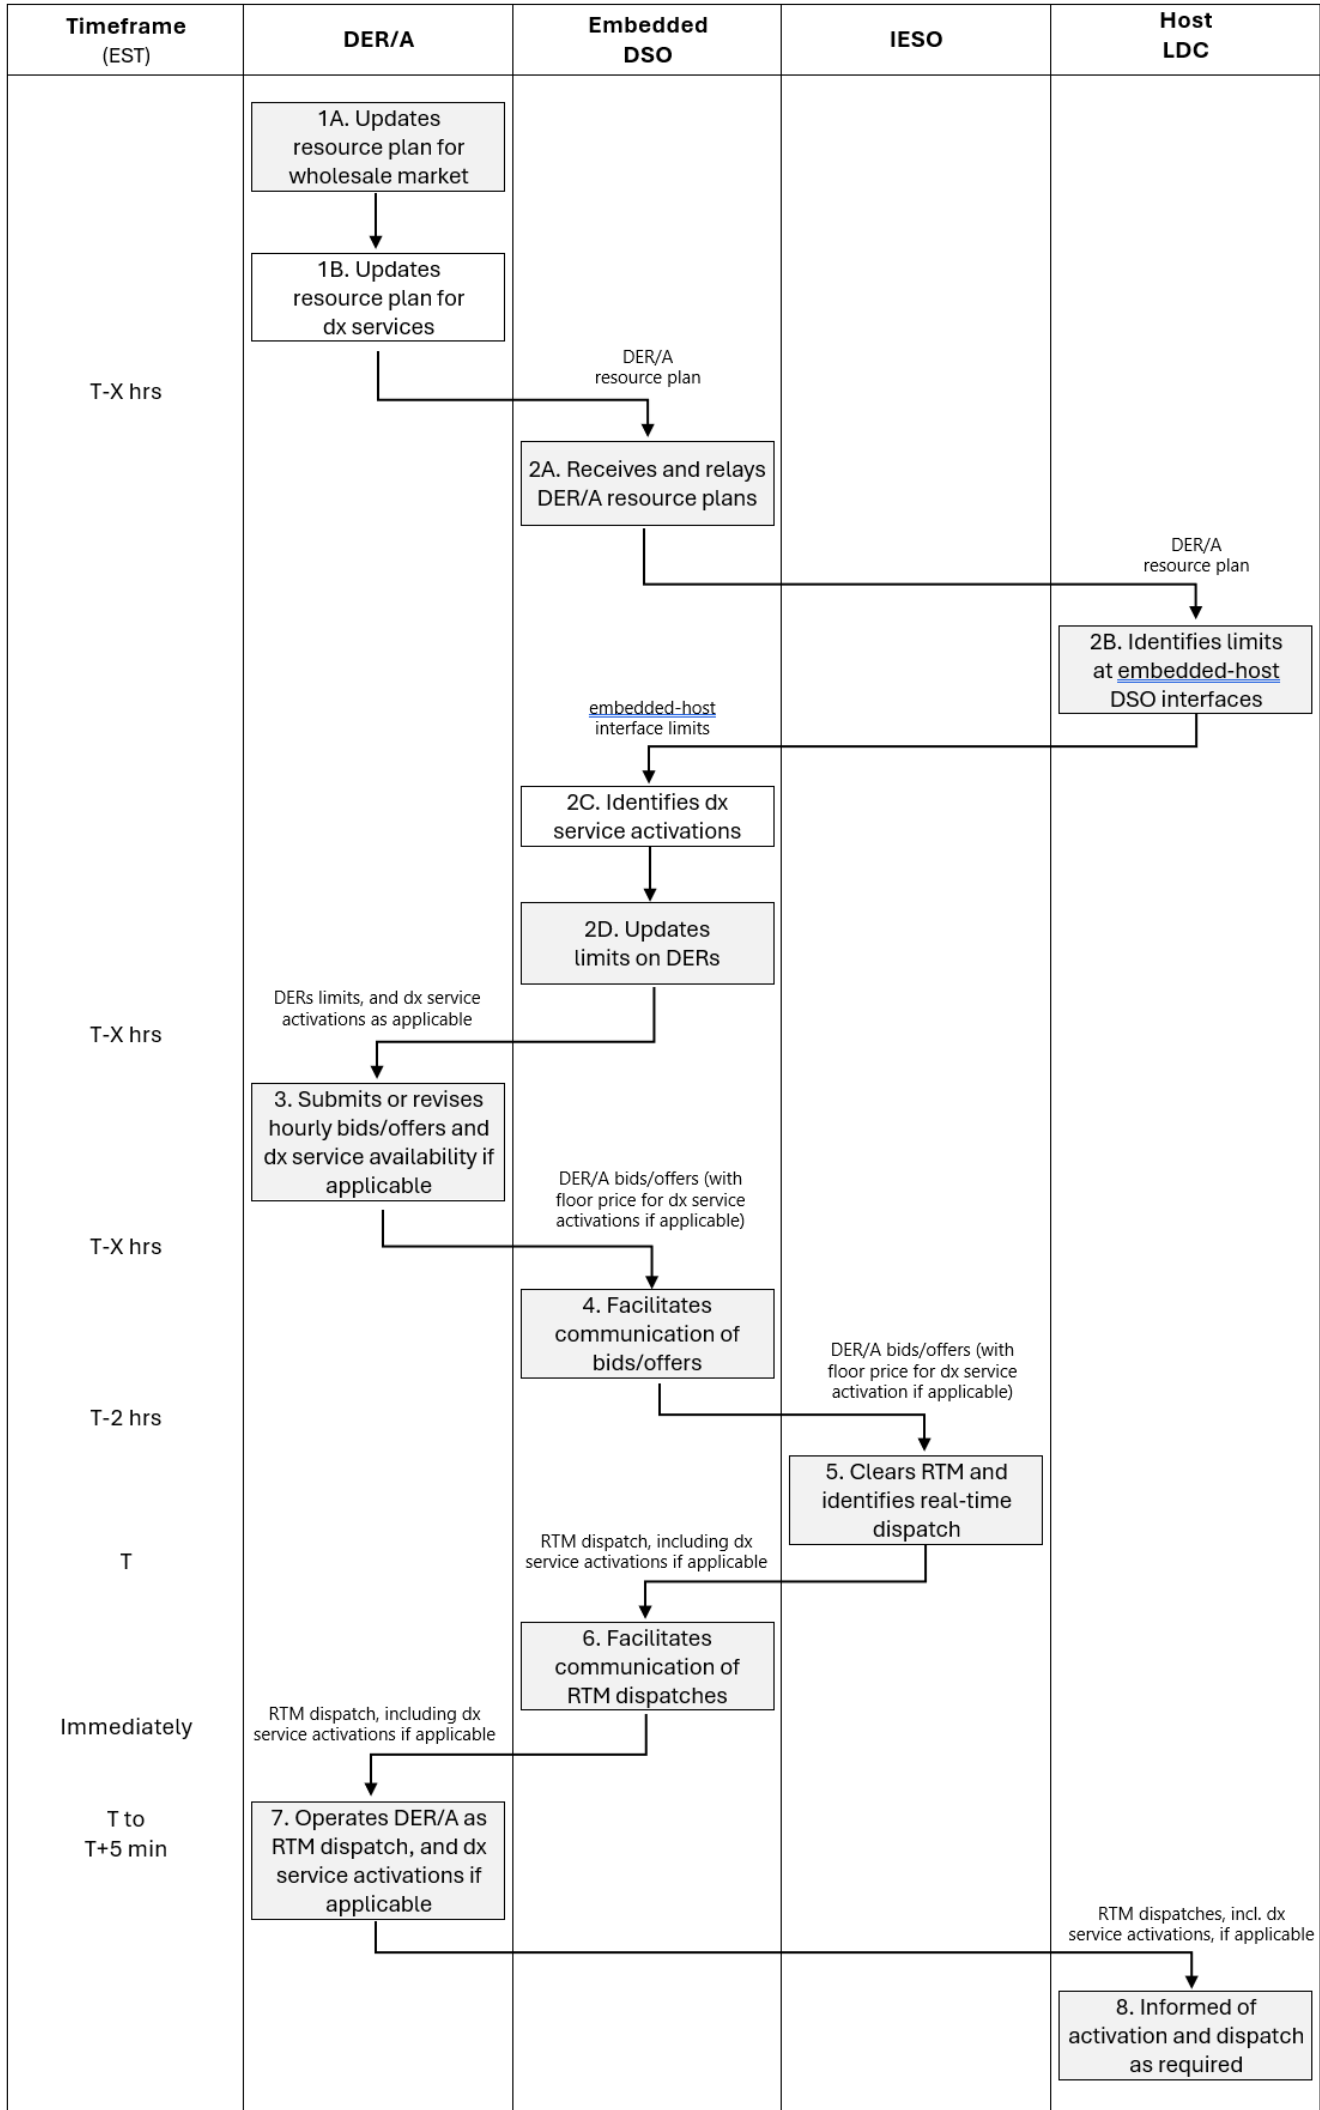 Timeframe
(EST)
DER/A
Embedded
DSO
IESO
Host
LDC
1A. Updates
resource plan for
wholesale market
1B. Updates
resource plan for
dx services
DER/A
resource plan
T-X hrs
2A. Receives and relays
DER/A resource plans
DER/A
resource plan
2B. Identifies limits
at embedded-host
DSO interfaces
embedded-host
interface limits
2C. Identifies dx
service activations
2D. Updates
limits on DERs
DERs limits, and dx service
activations as applicable
T-X hrs
3. Submits or revises
hourly bids/offers and
dx service availability if
applicable
DER/A bids/offers (with
floor price for dx service
activations if applicable)
T-X hrs
4. Facilitates
communication of
bids/offers
DER/A bids/offers (with
floor price for dx service
activation if applicable)
T-2 hrs
5. Clears RTM and
identifies real-time
dispatch
RTM dispatch, including dx
service activations if applicable
T
6. Facilitates
communication of
RTM dispatches
RTM dispatch, including dx
service activations if applicable
Immediately
T to
T+5 min
7. Operates DER/A as
RTM dispatch, and dx
service activations if
applicable
RTM dispatches, incl. dx
service activations, if applicable
8. Informed of
activation and dispatch
as required